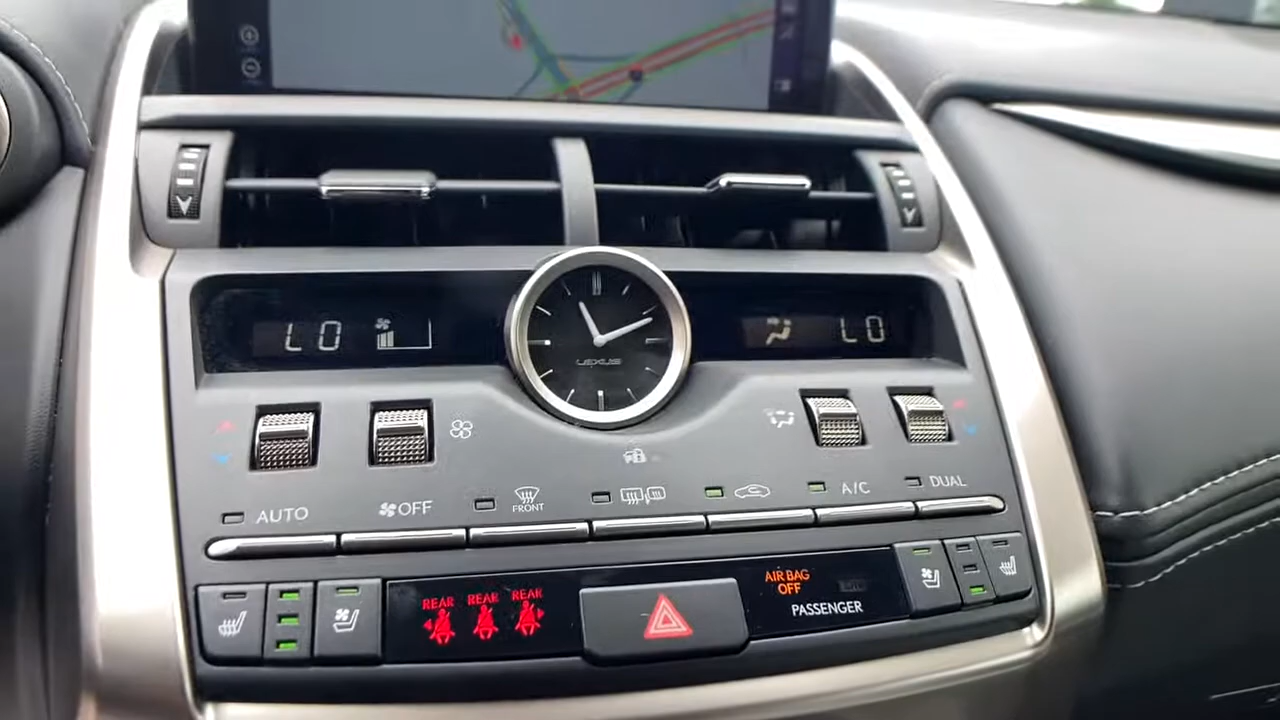 LO
LEXUS
LO
AUTO
OFF
FRONT
A/C
DUAL
REAR REAR REAR
AIR BAG
OFF
PASSENGER